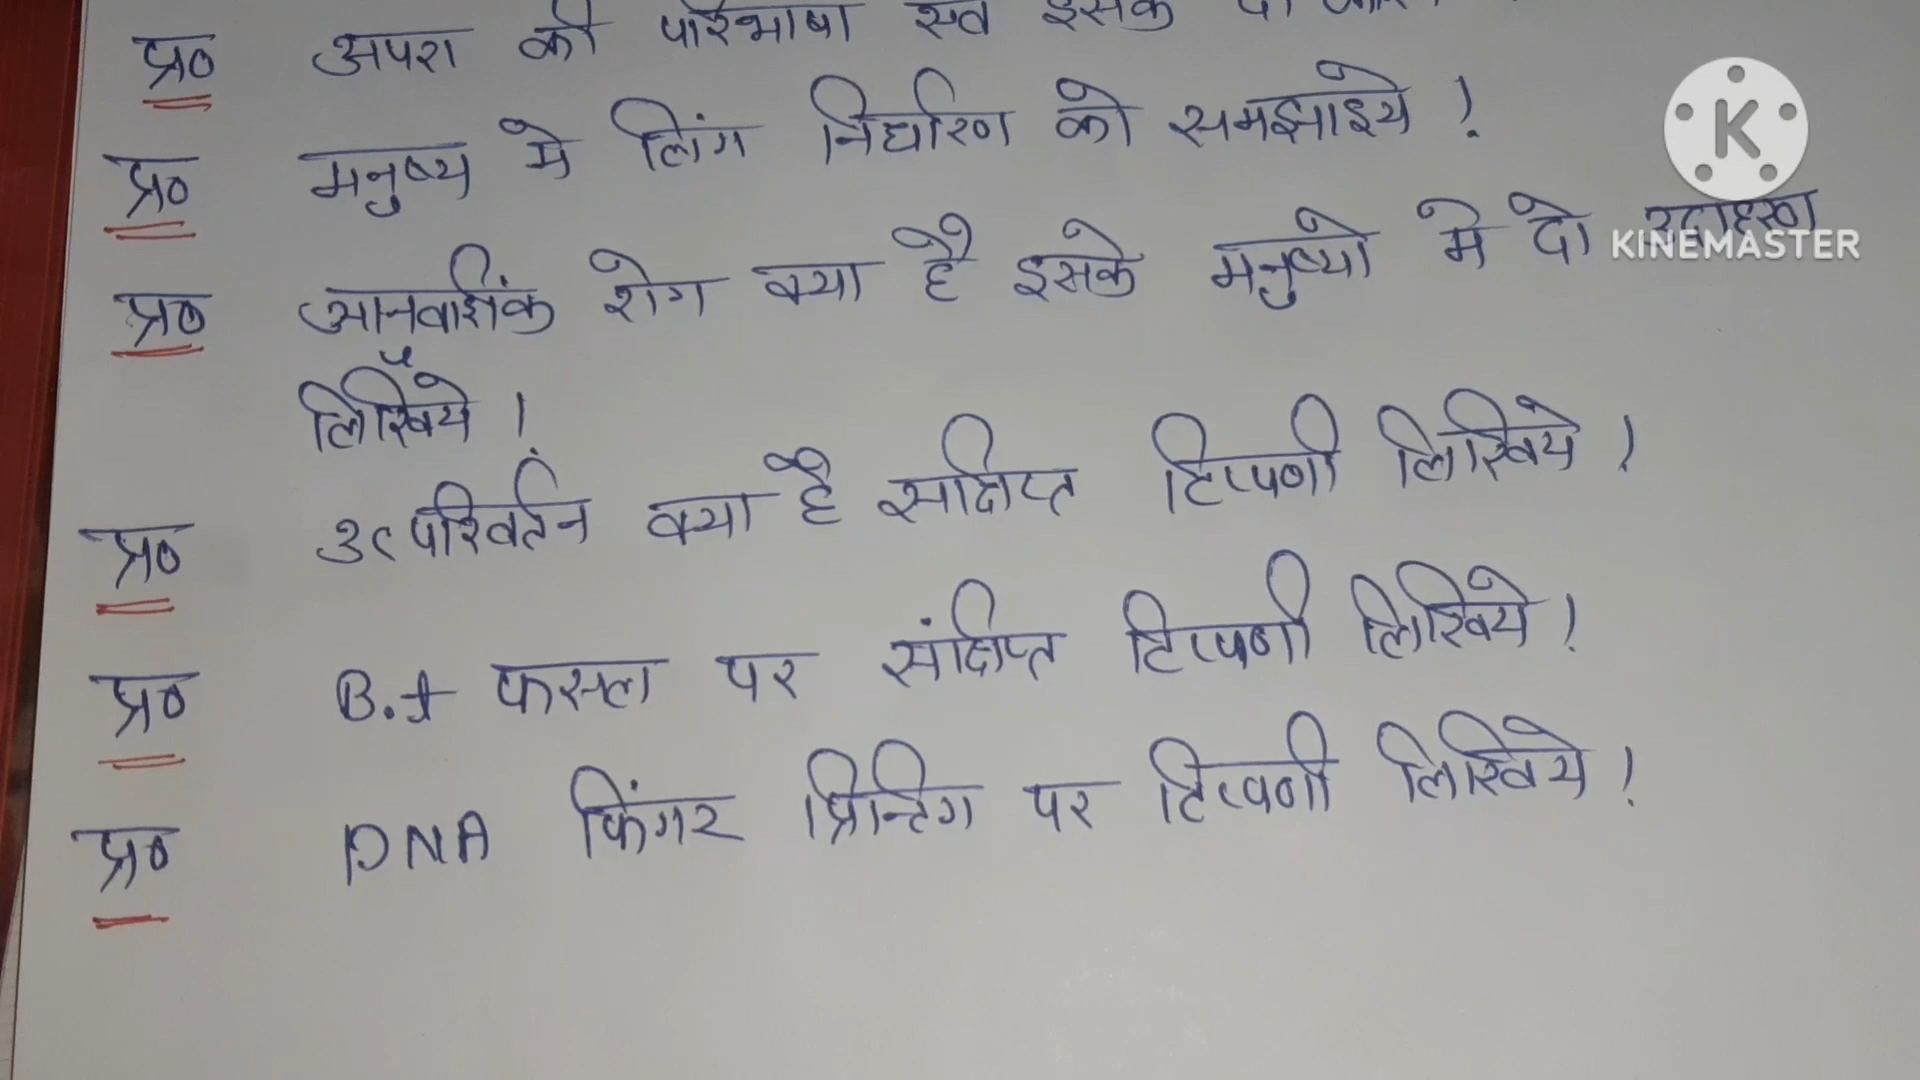 प्र० अपरा की परिभाषा एवं इसके दो
प्र० मनुष्य मे लिंग निर्धारण को समझाइये !
प्र० आनुवांशिक रोग क्या है इसके मनुष्यो मे दो उदाहरण
लिखिये ।
प्र० उत्परिवर्तन क्या है संक्षिप्त टिप्पणी लिखिये !
प्र० B.t फसल पर संक्षिप्त टिप्पणी लिखिये !
प्र० DNA फिंगर प्रिन्टिग पर टिप्पणी लिखिये !
K
KINEMASTER